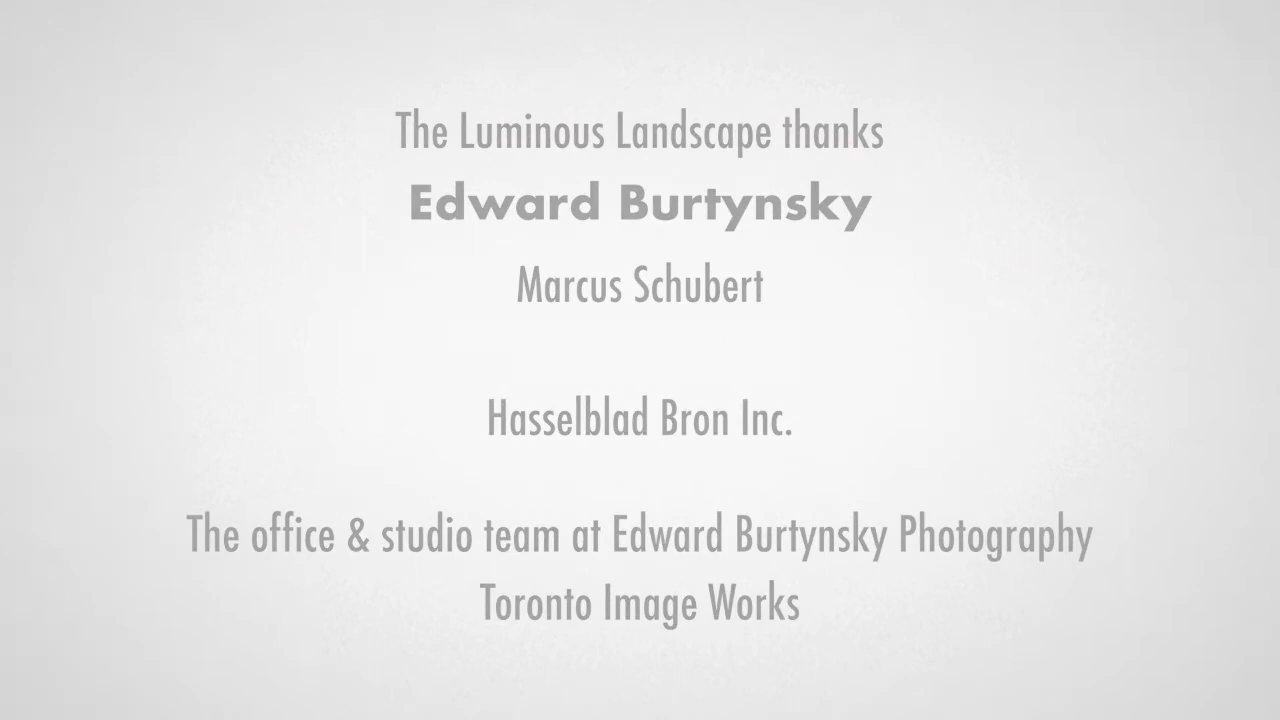 The Luminous Landscape thanks
Edward Burtynsky
Marcus Schubert
Hasselblad Bron Inc.
The office & studio team at Edward Burtynsky Photography
Toronto Image Works